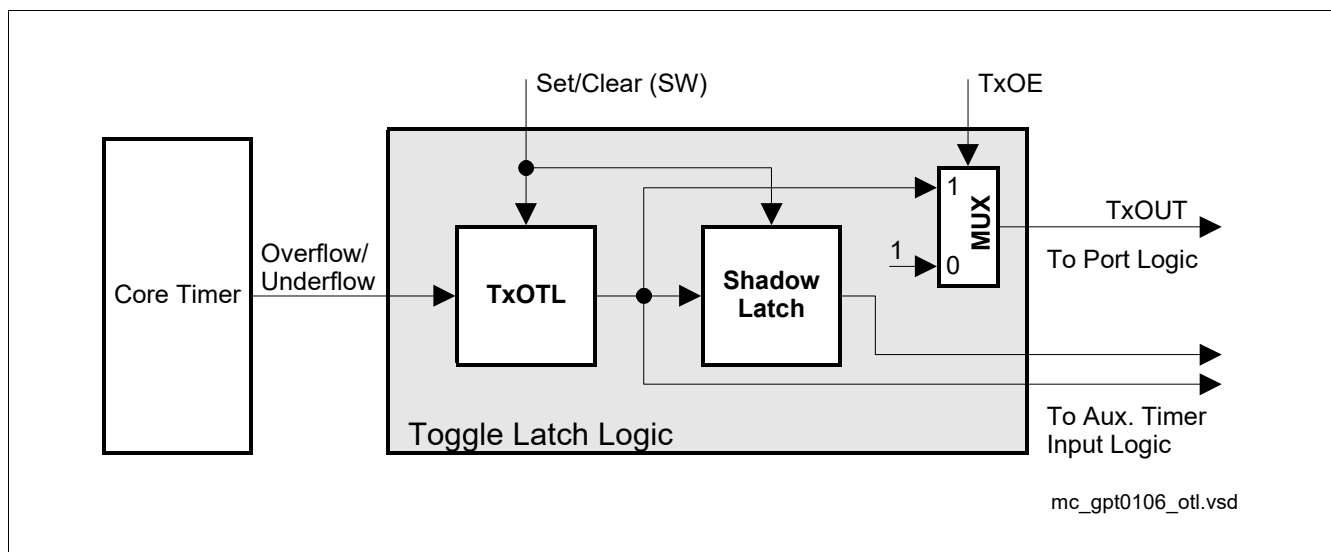 Set/Clear (SW)
TxOE
Core Timer
Overflow/
Underflow
TxOTL
Shadow
Latch
1
1
0
MUX
TxOUT
To Port Logic
To Aux. Timer
Input Logic
Toggle Latch Logic
mc_gpt0106_otl.vsd